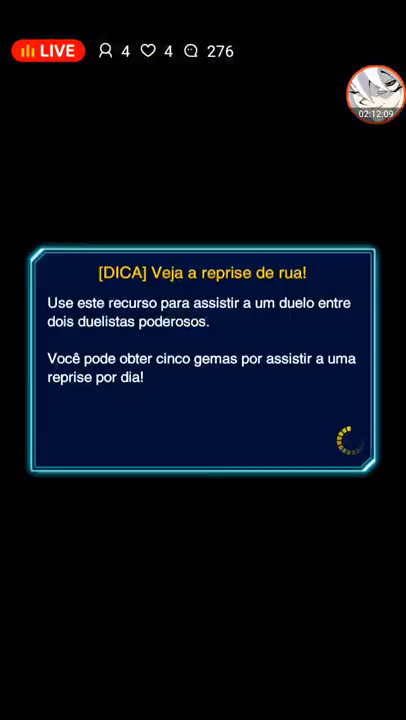 LIVE 4 4 276
02:12:09
[DICA] Veja a reprise de rua!
Use este recurso para assistir a um duelo entre
dois duelistas poderosos.
Você pode obter cinco gemas por assistir a uma
reprise por dia!